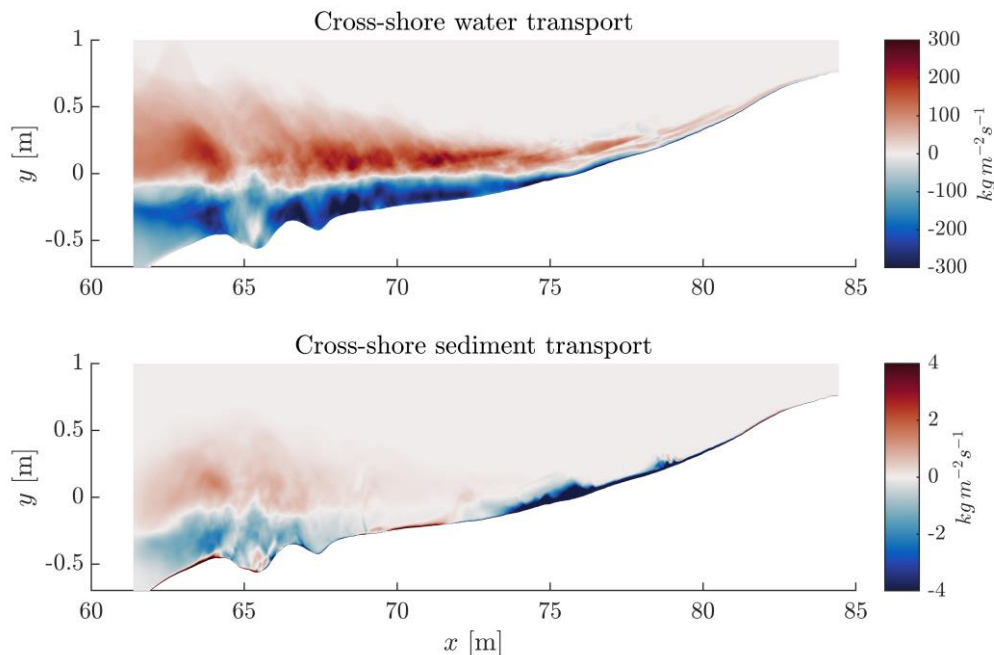 Cross-shore water transport
y [m]
1
0.5
0
-0.5
60 65 70 75 80 85
300
200
100
0
-100
-200
-300
kg m⁻² s⁻¹
Cross-shore sediment transport
y [m]
1
0.5
0
-0.5
60 65 70 75 80 85
x [m]
4
2
0
-2
-4
kg m⁻² s⁻¹